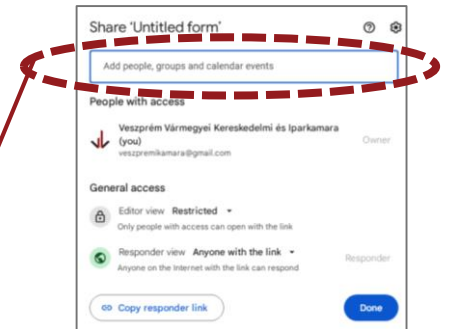 Share 'Untitled form'
Add people, groups and calendar events
People with access
Veszprém Vármegyei Kereskedelmi és Iparkamara
(you)
Owner
veszpremikamara@gmail.com
General access
Editor view Restricted
Only people with access can open with the link
Responder view Anyone with the link
Responder
Anyone on the Internet with the link can respond
Copy responder link
Done